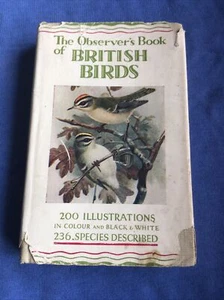 The Observer's Book
of BRITISH
BIRDS
200 ILLUSTRATIONS
IN COLOUR AND BLACK & WHITE
236 SPECIES DESCRIBED